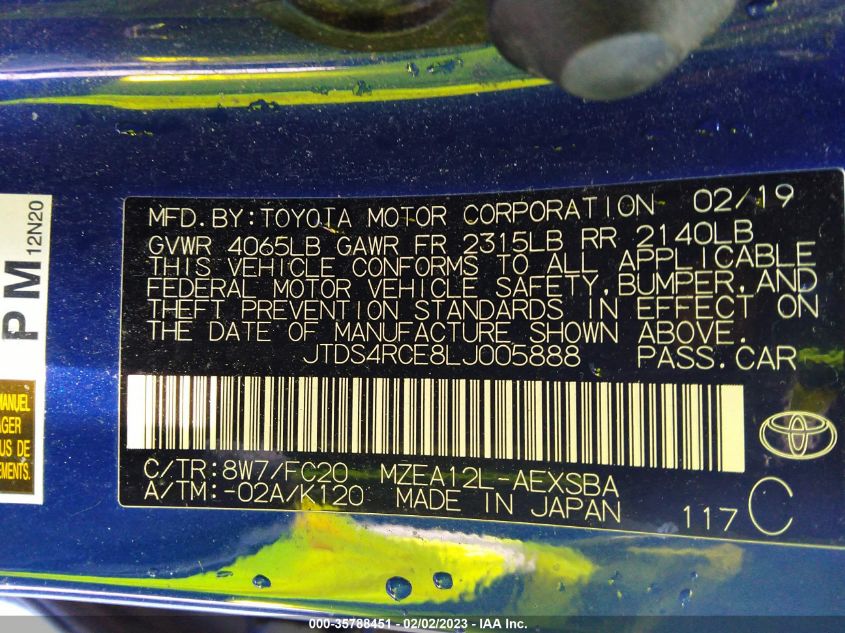 MFD. BY: TOYOTA MOTOR CORPORATION 02/19
GVWR 4065LB GAWR FR 2315LB RR 2140LB
THIS VEHICLE CONFORMS TO ALL APPLICABLE
FEDERAL MOTOR VEHICLE SAFETY, BUMPER, AND
THEFT PREVENTION STANDARDS IN EFFECT ON
THE DATE OF MANUFACTURE SHOWN ABOVE.
JTDS4RCE8LJ005888 PASS. CAR
C/TR: 8W7/FC20 MZEA12L-AEXSBA
A/TM: -02A/K120 MADE IN JAPAN
117 C
PM
12N20
MANUEL
AGER
US DE
EMENTS.
000-35788451 - 02/02/2023 - IAA Inc.